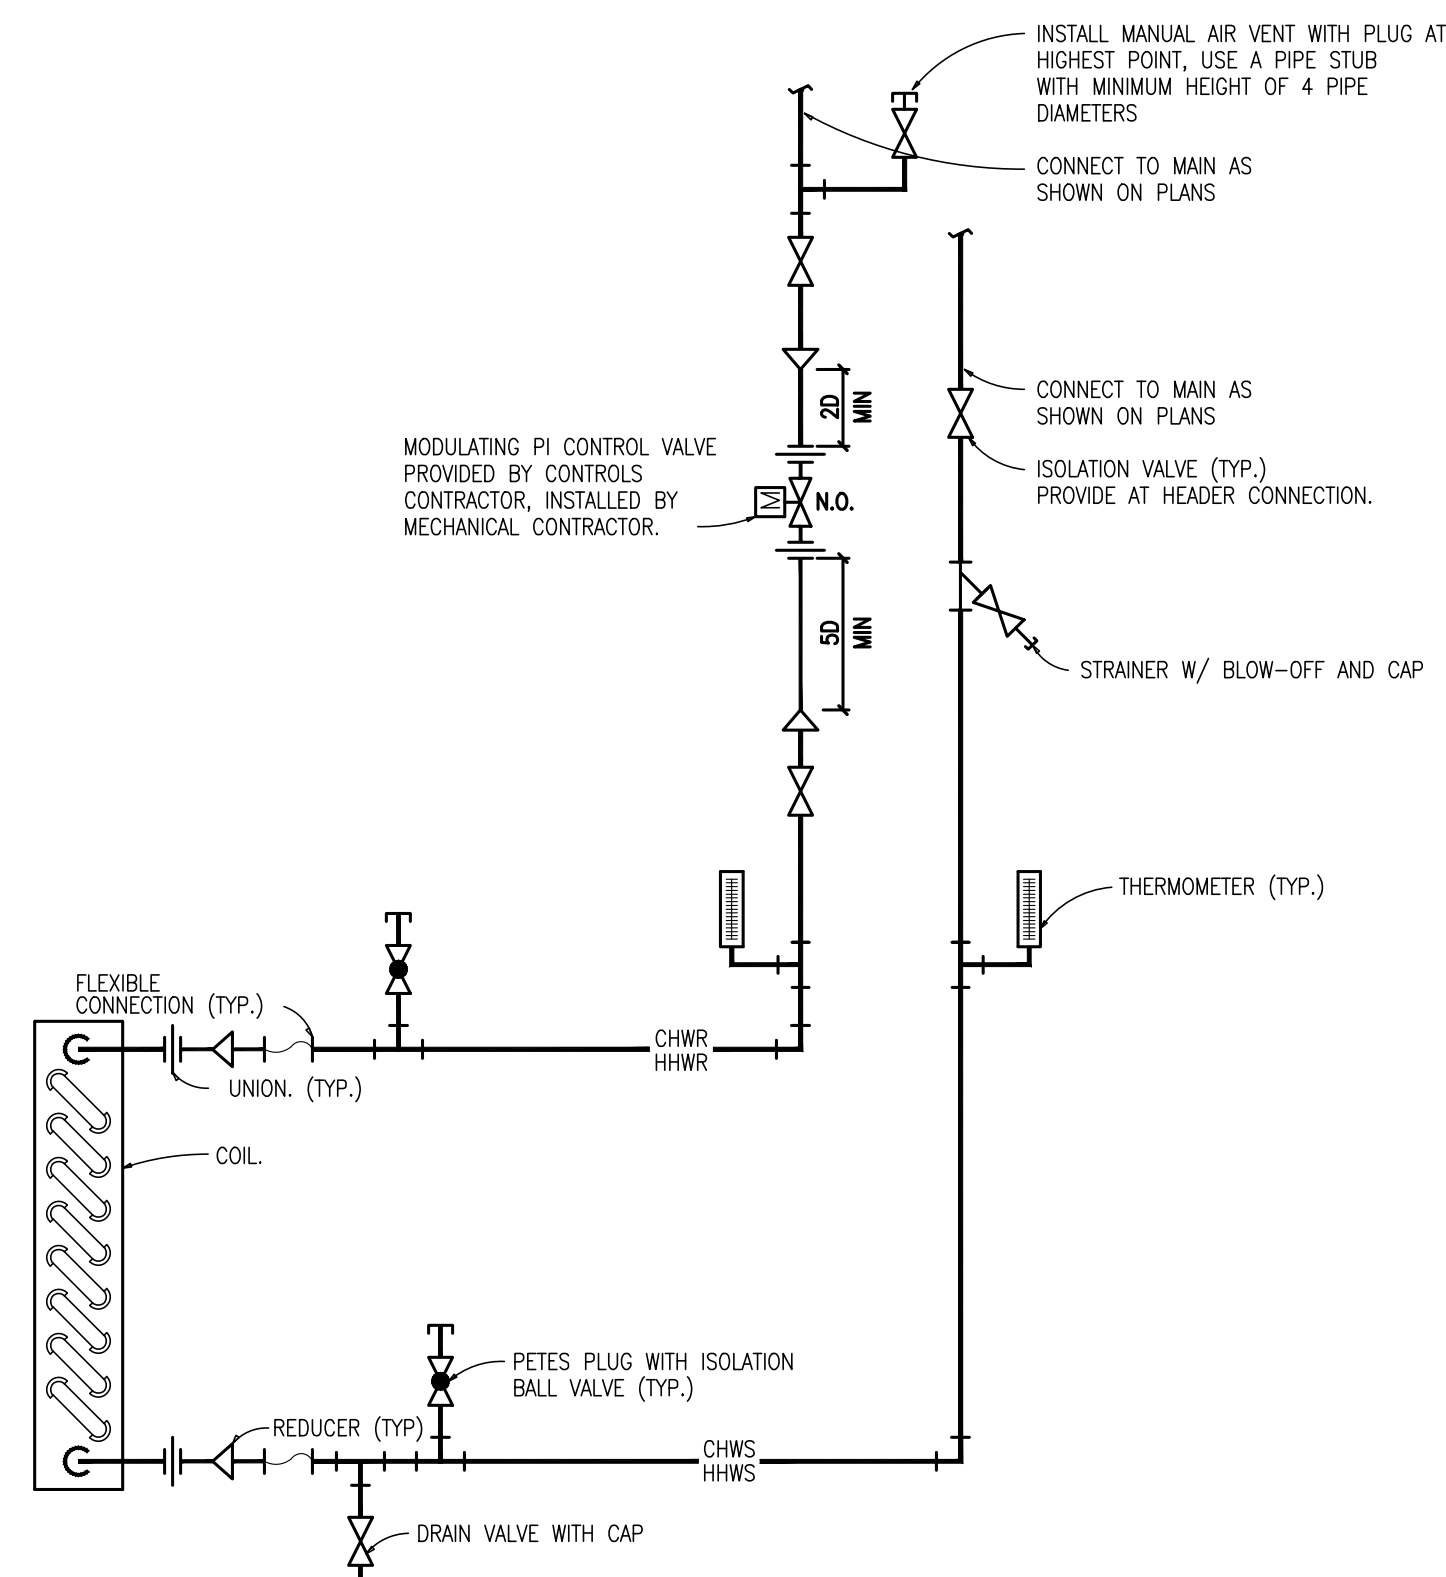 INSTALL MANUAL AIR VENT WITH PLUG AT
HIGHEST POINT, USE A PIPE STUB
WITH MINIMUM HEIGHT OF 4 PIPE
DIAMETERS
CONNECT TO MAIN AS
SHOWN ON PLANS
CONNECT TO MAIN AS
SHOWN ON PLANS
2D
MIN
MODULATING PI CONTROL VALVE
PROVIDED BY CONTROLS
CONTRACTOR, INSTALLED BY
MECHANICAL CONTRACTOR.
M
N.O.
ISOLATION VALVE (TYP.)
PROVIDE AT HEADER CONNECTION.
5D
MIN
STRAINER W/ BLOW-OFF AND CAP
THERMOMETER (TYP.)
FLEXIBLE
CONNECTION (TYP.)
CHWR
HHWR
UNION. (TYP.)
COIL.
PETES PLUG WITH ISOLATION
BALL VALVE (TYP.)
REDUCER (TYP)
CHWS
HHWS
DRAIN VALVE WITH CAP